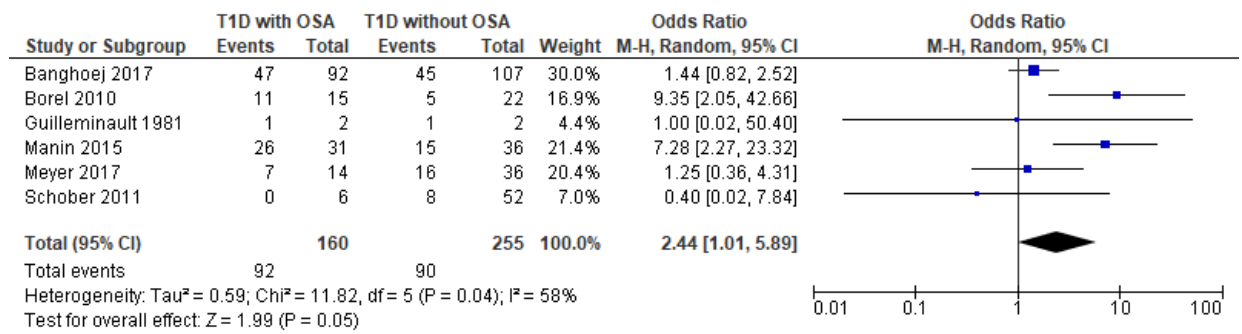 T1D with OSA T1D without OSA Odds Ratio Odds Ratio
Study or Subgroup Events Total Events Total Weight M-H, Random, 95% CI M-H, Random, 95% CI
Banghoej 2017 47 92 45 107 30.0% 1.44 [0.82, 2.52]
Borel 2010 11 15 5 22 16.9% 9.35 [2.05, 42.66]
Guilleminault 1981 1 2 1 2 4.4% 1.00 [0.02, 50.40]
Manin 2015 26 31 15 36 21.4% 7.28 [2.27, 23.32]
Meyer 2017 7 14 16 36 20.4% 1.25 [0.36, 4.31]
Schober 2011 0 6 8 52 7.0% 0.40 [0.02, 7.84]
Total (95% CI) 160 255 100.0% 2.44 [1.01, 5.89]
Total events 92 90
Heterogeneity: Tau² = 0.59; Chi² = 11.82, df = 5 (P = 0.04); I² = 58%
Test for overall effect: Z = 1.99 (P = 0.05)
0.01 0.1 1 10 100